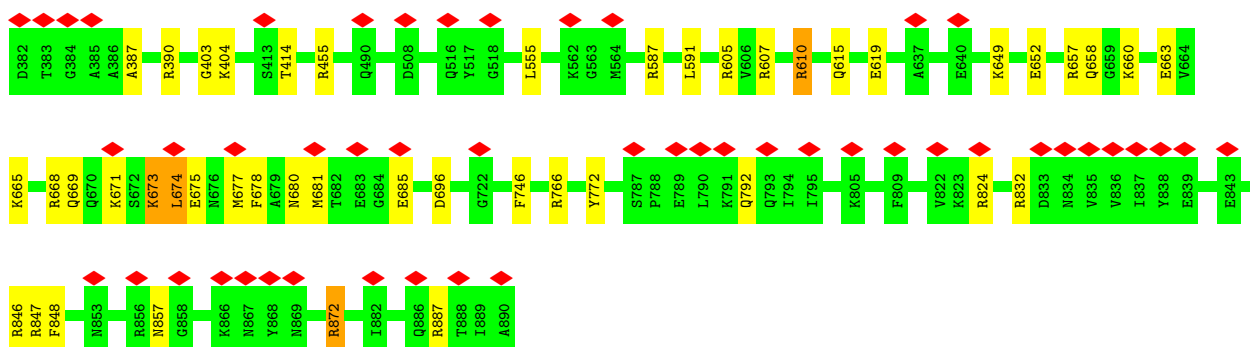 D382 T383 G384 A385 A386 A387 R390 G403 K404 S413 T414 R455 Q490 D508 Q516 Y517 G518 L555 K562 G563 M564 R587 L591 R605 V606 R607 R610 Q615 E619 A637 E640 K649 E652 R657 Q658 G659 K660 E663 V664
K665 R668 Q669 Q670 K671 S672 K673 L674 E675 N676 M677 F678 A679 N680 M681 T682 E683 G684 E685 D696 G722 F746 R766 Y772 S787 P788 E789 L790 K791 Q792 Q793 I794 I795 K805 F809 V822 K823 R824 R832 D833 N834 V835 V836 I837 Y838 E839 E843
R846 R847 F848 N853 R856 N857 G858 K866 N867 Y868 N869 R872 I882 Q886 R887 T888 I889 A890